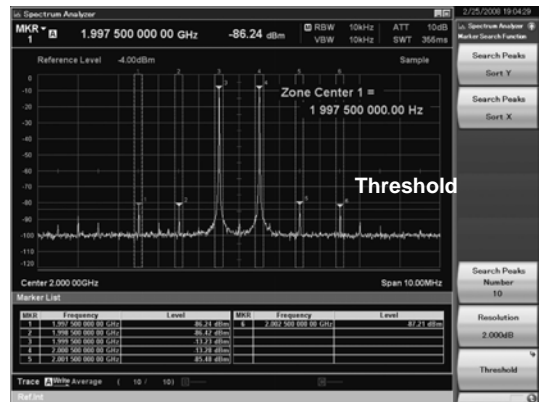 Spectrum Analyzer
2/25/2008 19:04:29
MKR 1 A 1.997 500 000 00 GHz -86.24 dBm
RBW 10kHz ATT 10dB
VBW 10kHz SWT 366ms
Spectrum Analyzer
Marker Search Function
Search Peaks
Sort Y
Search Peaks
Sort X
Reference Level -4.00dBm
Sample
1 2 3 4 5 6
Zone Center 1 =
1 997 500 000.00 Hz
Threshold
0
-10
-20
-30
-40
-50
-60
-70
-80
-90
-100
-110
-120
Center 2.000 00GHz
Span 10.00MHz
Marker List
MKR Frequency Level MKR Frequency Level
1 1,997 500 000 00 GHz -86.24 dBm 6 2.002 500 000 00 GHz 87.21 dBm
2 1,998 500 000 00 GHz -86.42 dBm
3 1,999 500 000 00 GHz -13.23 dBm
4 2.000 500 000 00 GHz -13.28 dBm
5 2.001 500 000 00 GHz -85.48 dBm
Search Peaks
Number
10
Resolution
2.000dB
Threshold
Trace A Write Average ( 10 / 10)
Ref.Int